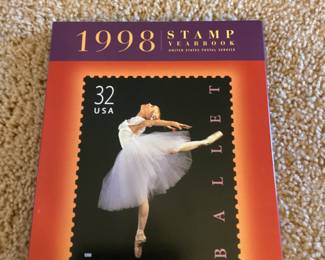 1998
STAMP
YEARBOOK
UNITED STATES POSTAL SERVICE
32
USA
BALLET